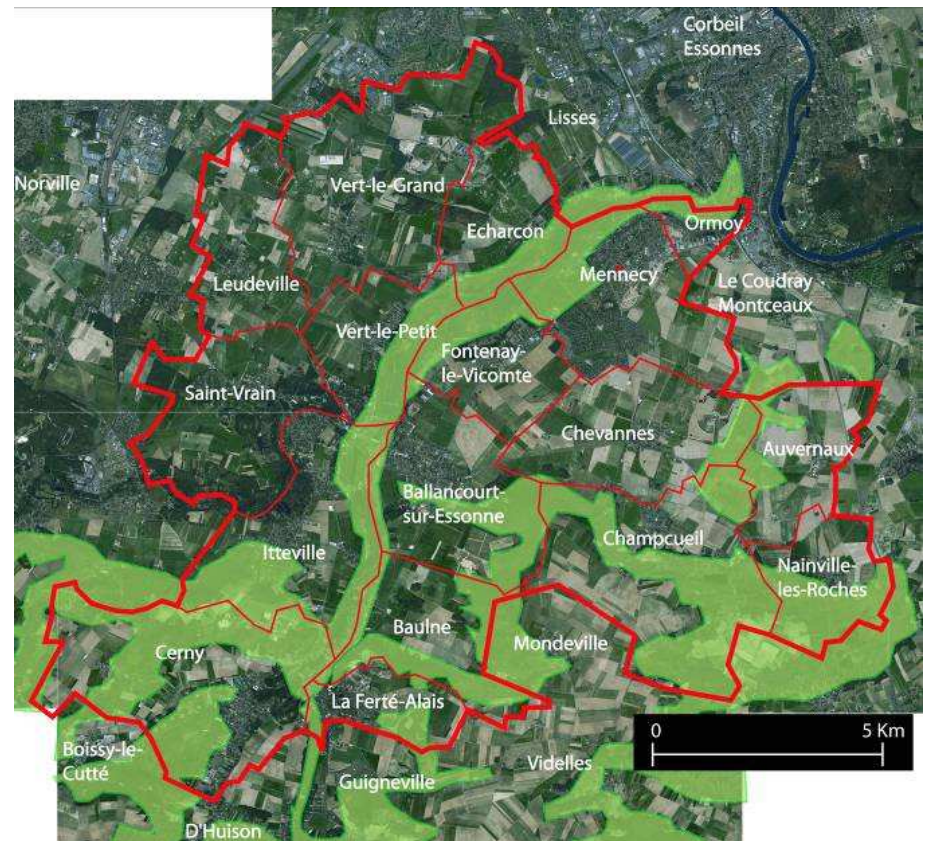 Corbeil
Essonnes
Lisses
Norville
Vert-le-Grand
Echarcon
Ormoy
Mennecy
Leudeville
Le Coudray
Montceaux
Vert-le-Petit
Fontenay-
le-Vicomte
Saint-Vrain
Chevannes
Auvernaux
Ballancourt-
sur-Essonne
Champcueil
Itteville
Nainville-
les-Roches
Baulne
Mondeville
Cerny
La Ferté-Alais
0 5 Km
Boissy-le-
Cutté
Videlles
Guigneville
D'Huison